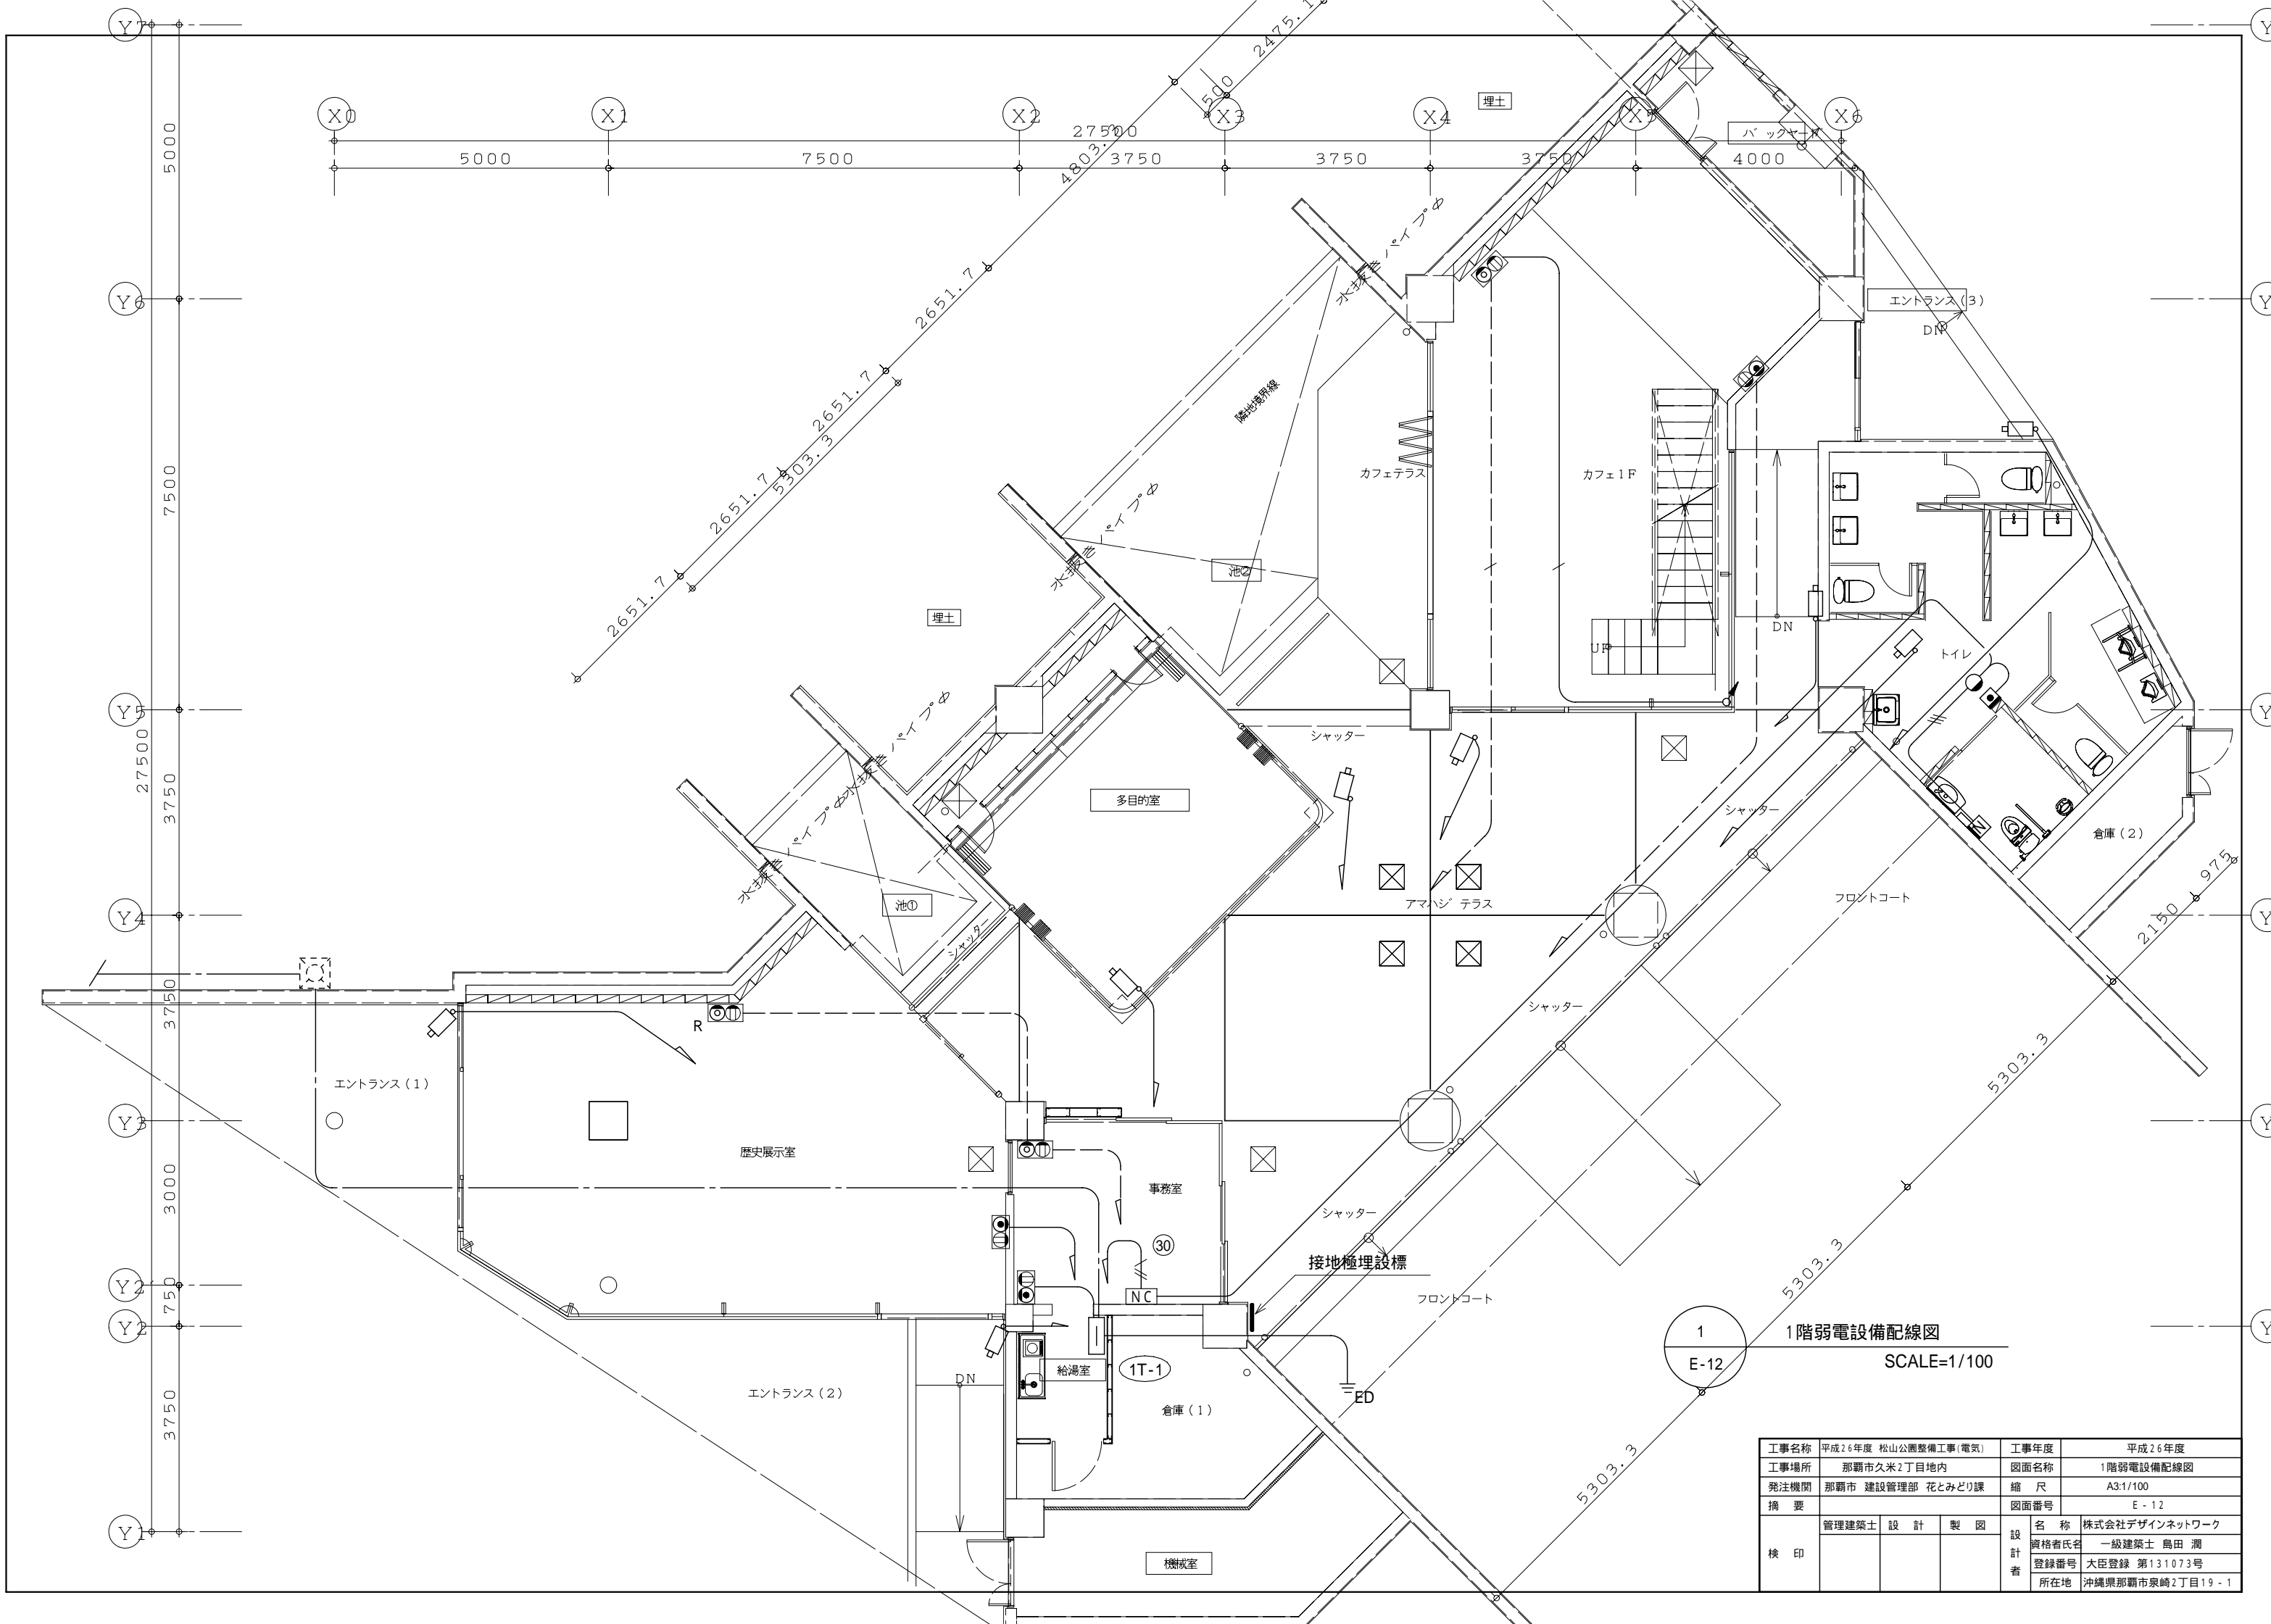 Y7
X0
X1
X2
X3
X4
X5
X6
27500
5000
7500
3750
3750
3750
4000
500
2475.1
4803.3
2651.7
2651.7
2651.7
2651.7
5303.3
5000
7500
27500
3750
3750
3000
750
3750
Y6
Y5
Y4
Y3
Y2'
Y2
Y1
埋土
バックヤード
エントランス(3)
DN
水抜きパイプφ
隣地境界線
カフェテラス
カフェ1F
水抜きパイプφ
池②
埋土
UP
DN
トイレ
水抜きパイプφ
シャッター
多目的室
水抜きパイプφ
シャッター
倉庫(2)
池①
アマハジテラス
フロントコート
シャッター
975
2150
5303.3
5303.3
5303.3
シャッター
R
エントランス(1)
歴史展示室
事務室
シャッター
30
接地極埋設標
NC
フロントコート
給湯室
1T-1
ED
DN
エントランス(2)
倉庫(1)
機械室
1
E-12
1階弱電設備配線図
SCALE=1/100
工事名称 平成26年度 松山公園整備工事(電気) 工事年度 平成26年度
工事場所 那覇市久米2丁目地内 図面名称 1階弱電設備配線図
発注機関 那覇市 建設管理部 花とみどり課 縮 尺 A3:1/100
摘 要 図面番号 E - 12
検 印 管理建築士 設 計 製 図
設計者 名 称 株式会社デザインネットワーク
資格者氏名 一級建築士 島田 潤
登録番号 大臣登録 第131073号
所在地 沖縄県那覇市泉崎2丁目19 - 1